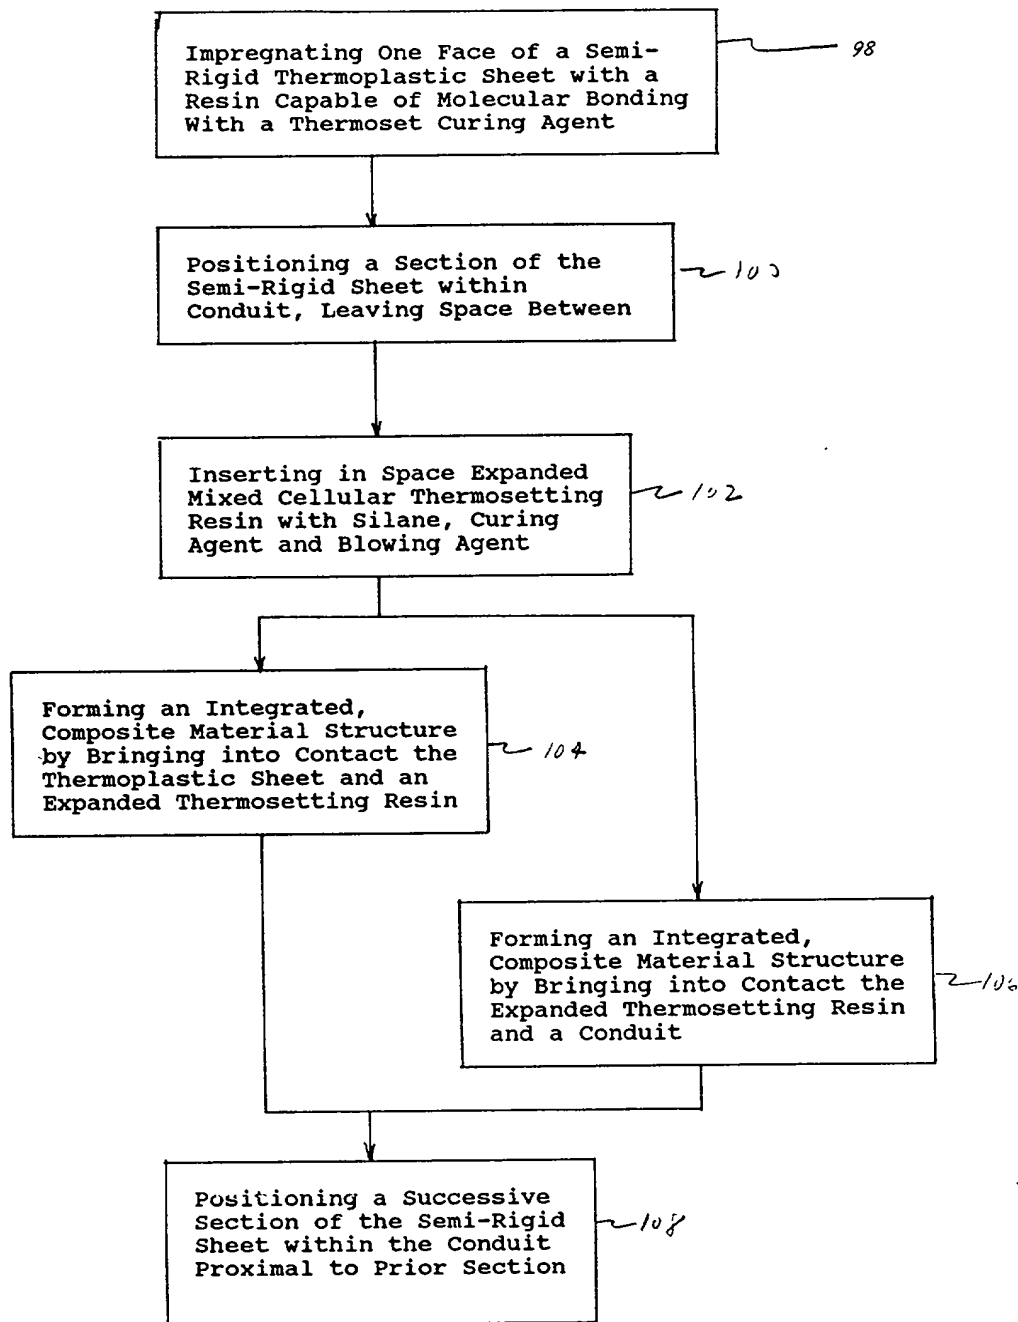 Impregnating One Face of a Semi-
Rigid Thermoplastic Sheet with a
Resin Capable of Molecular Bonding
With a Thermoset Curing Agent
98
Positioning a Section of the
Semi-Rigid Sheet within
Conduit, Leaving Space Between
100
Inserting in Space Expanded
Mixed Cellular Thermosetting
Resin with Silane, Curing
Agent and Blowing Agent
102
Forming an Integrated,
Composite Material Structure
by Bringing into Contact the
Thermoplastic Sheet and an
Expanded Thermosetting Resin
104
Forming an Integrated,
Composite Material Structure
by Bringing into Contact the
Expanded Thermosetting Resin
and a Conduit
106
Positioning a Successive
Section of the Semi-Rigid
Sheet within the Conduit
Proximal to Prior Section
108